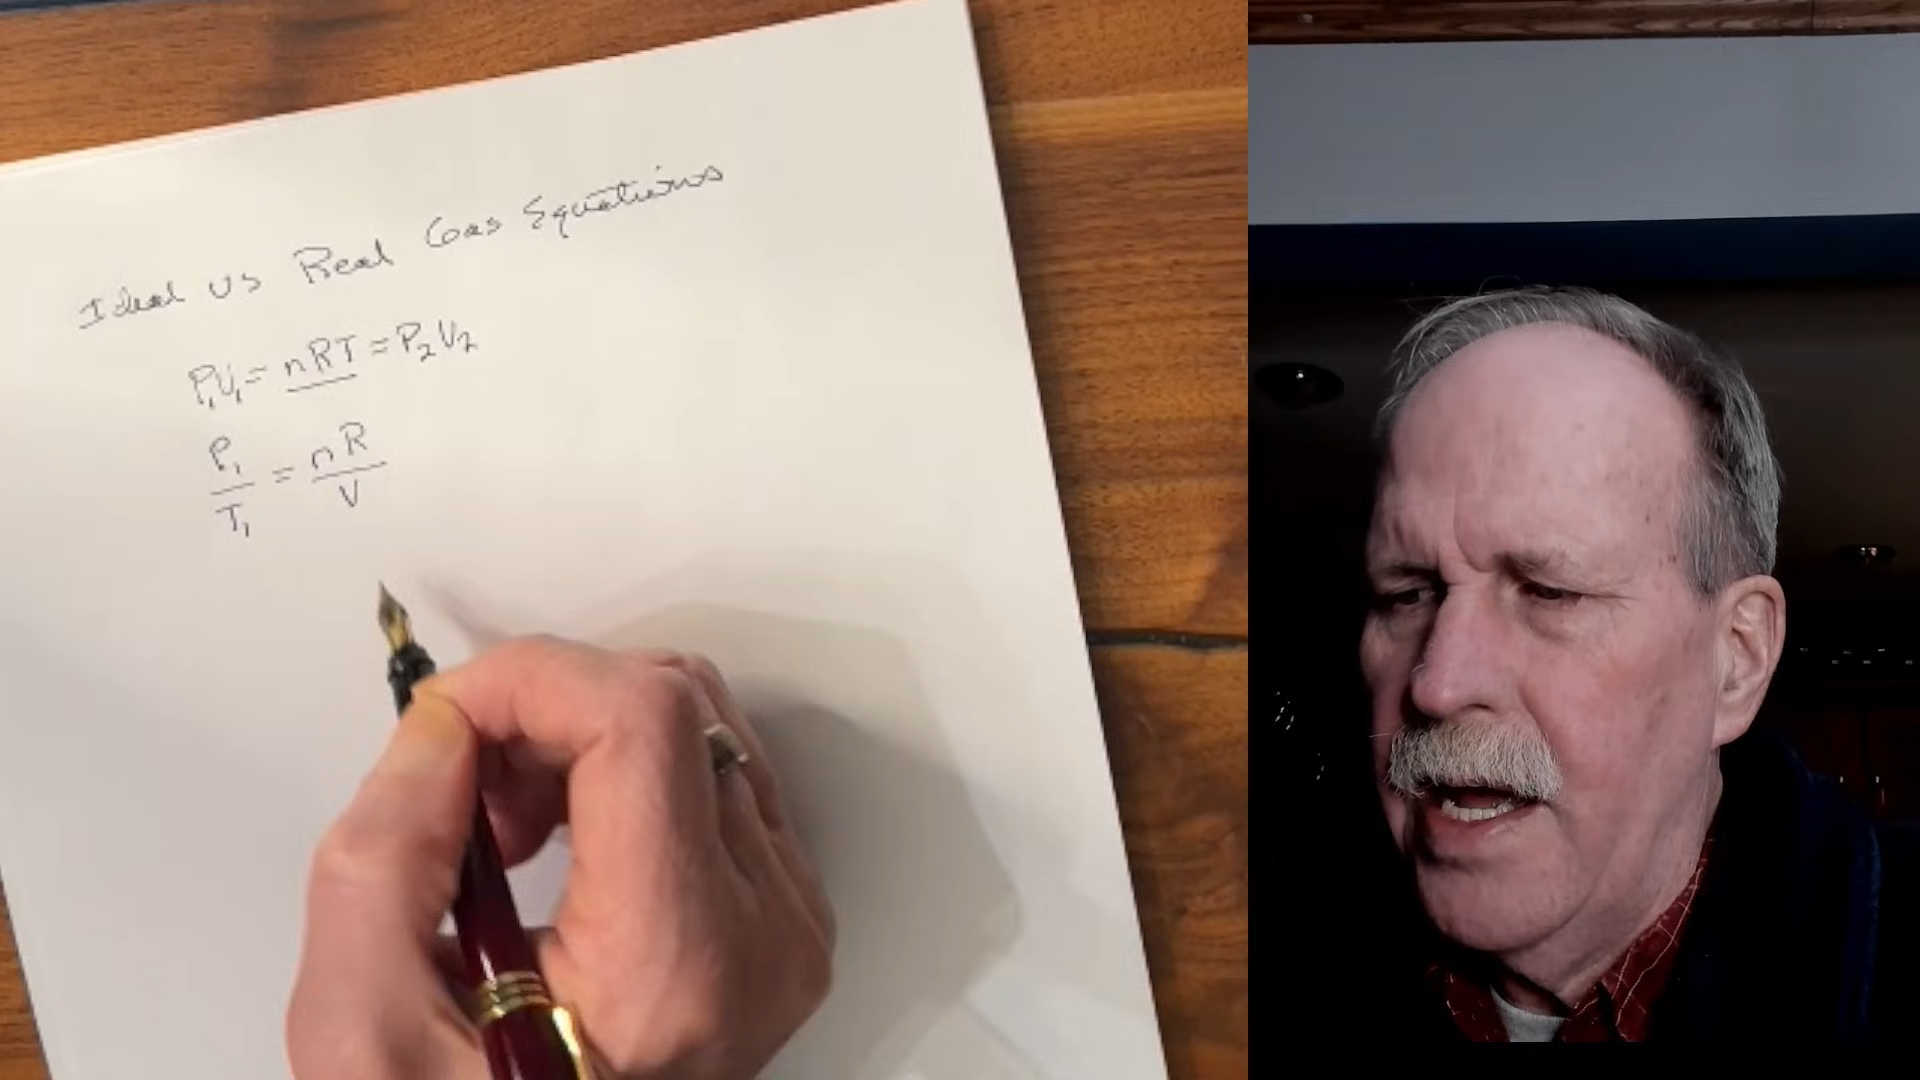 Ideal vs Real Gas Equations
P₁V₁ = nRT = P₂V₂
P₁/T₁ = nR/V